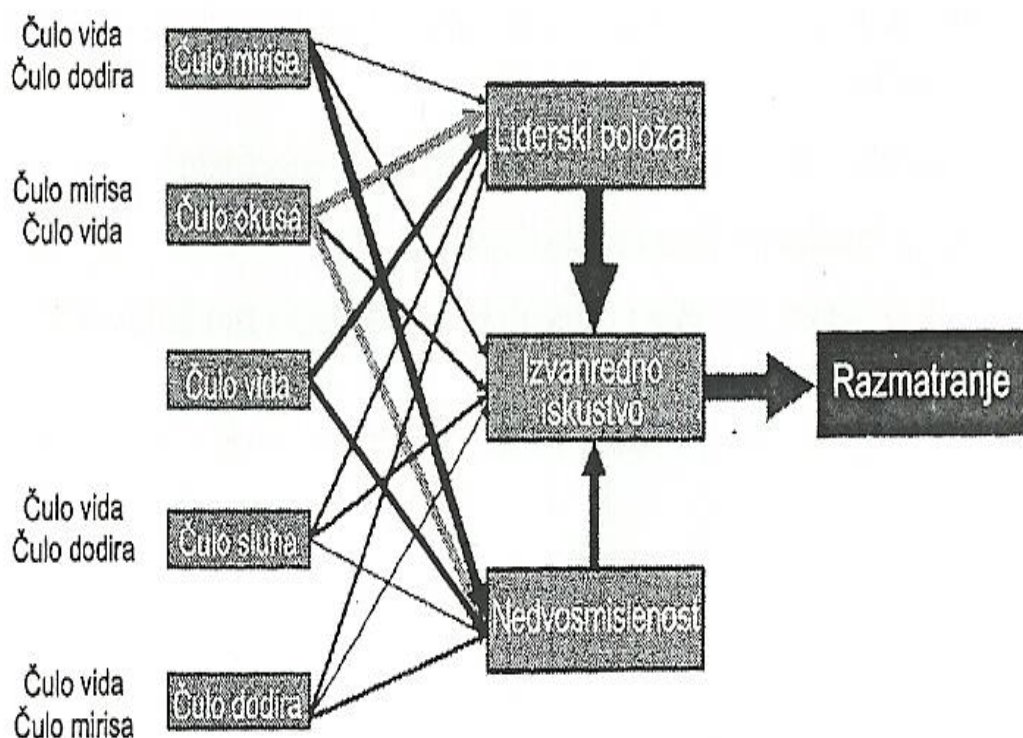 Čulo vida
Čulo dodira
Čulo mirisa
Čulo mirisa
Čulo vida
Čulo okusa
Čulo vida
Čulo vida
Čulo dodira
Čulo sluha
Čulo vida
Čulo mirisa
Čulo dodira
Liderski položaj
Izvanredno
iskustvo
Nedvosmislenost
Razmatranje